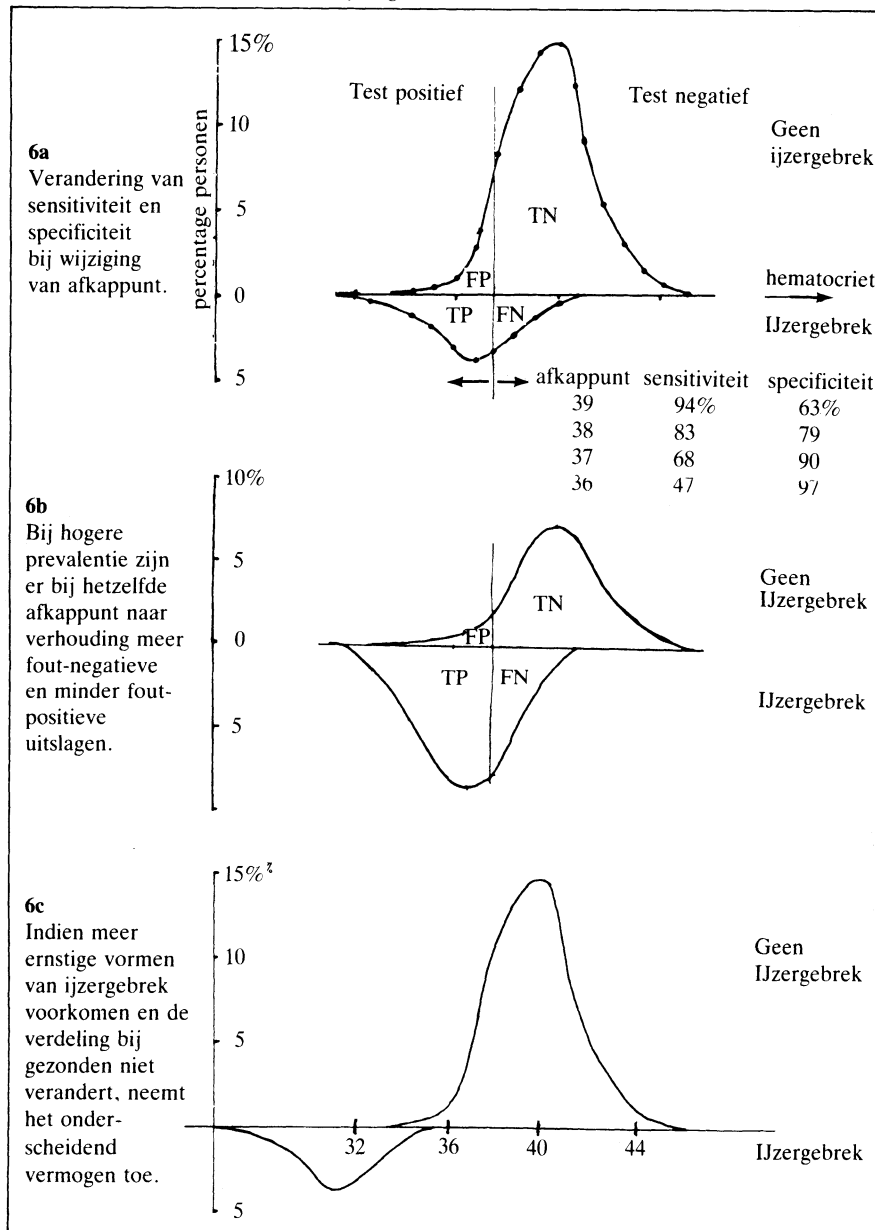 15%
Test positief
Test negatief
10
5
0
5
percentage personen
6a
Verandering van
sensitiviteit en
specificiteit
bij wijziging
van afkappunt.
Geen
ijzergebrek
TN
FP
TP
FN
hematocriet
IJzergebrek
afkappunt sensitiviteit specificiteit
39 94% 63%
38 83 79
37 68 90
36 47 97
10%
5
0
5
6b
Bij hogere
prevalentie zijn
er bij hetzelfde
afkappunt naar
verhouding meer
fout-negatieve
en minder fout-
positieve
uitslagen.
TN
FP
TP
FN
Geen
IJzergebrek
IJzergebrek
15%
10
5
5
6c
Indien meer
ernstige vormen
van ijzergebrek
voorkomen en de
verdeling bij
gezonden niet
verandert, neemt
het onder-
scheidend
vermogen toe.
Geen
IJzergebrek
32 36 40 44
IJzergebrek